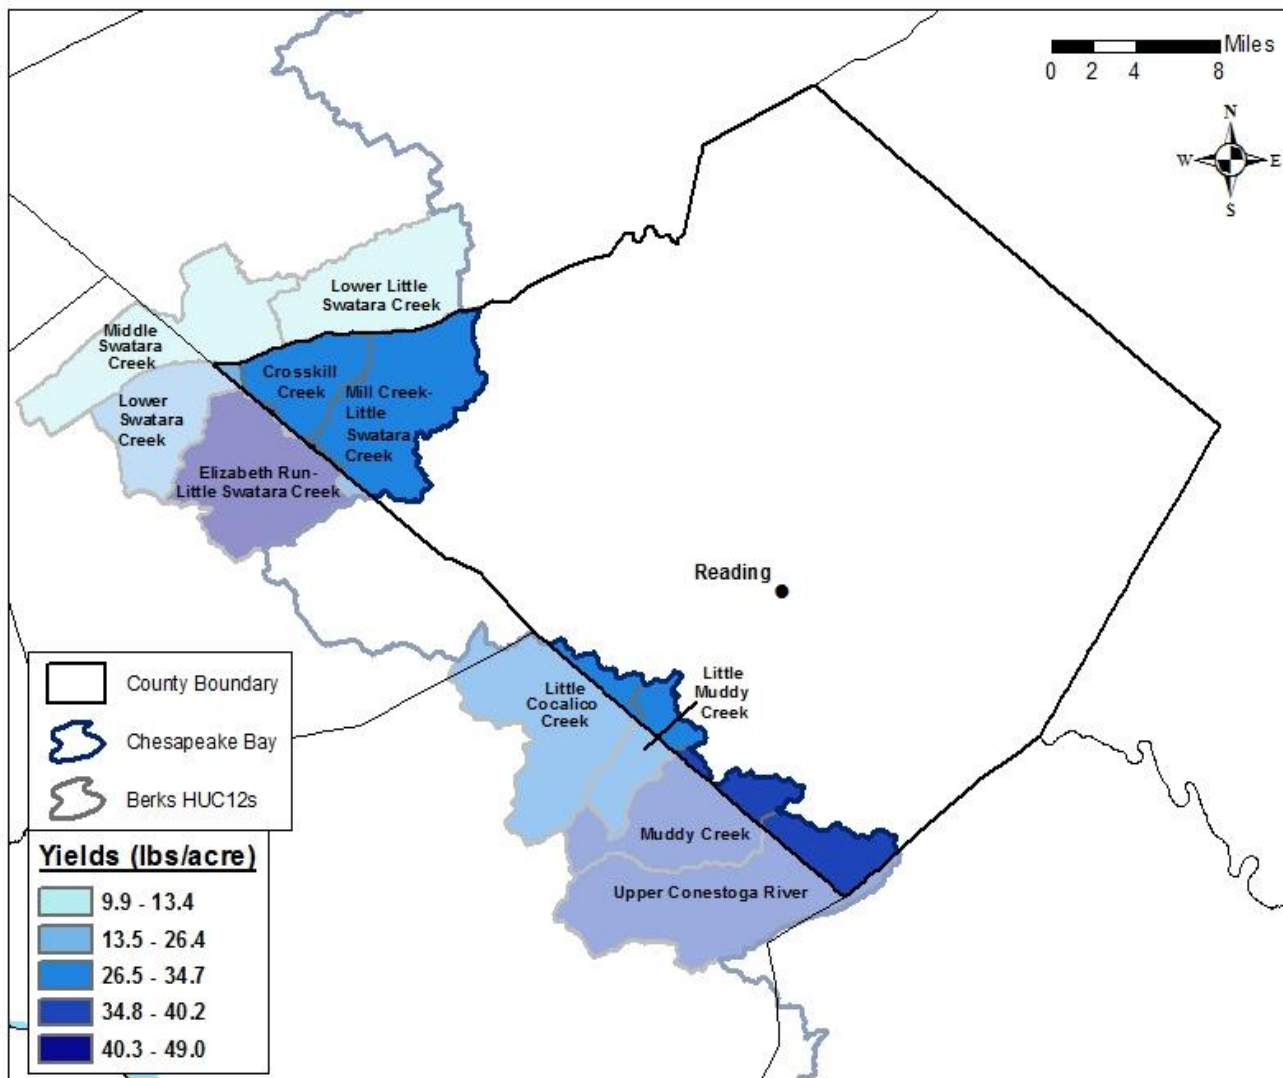 Miles
0 2 4 8
N
W E
S
Lower Little
Swatara Creek
Middle
Swatara
Creek
Crosskill
Creek
Mill Creek-
Little
Swatara
Creek
Lower
Swatara
Creek
Elizabeth Run-
Little Swatara Creek
Reading
Little
Muddy
Creek
Little
Cocalico
Creek
Muddy Creek
Upper Conestoga River
County Boundary
Chesapeake Bay
Berks HUC12s
Yields (lbs/acre)
9.9 - 13.4
13.5 - 26.4
26.5 - 34.7
34.8 - 40.2
40.3 - 49.0